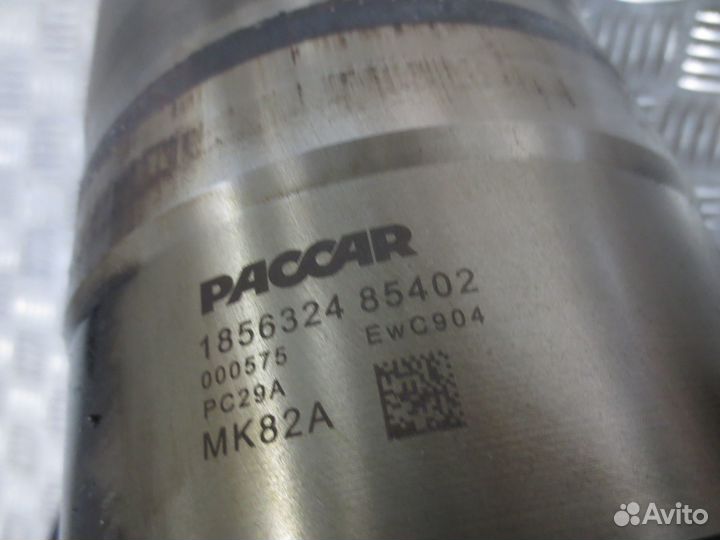 PACCAR
1856324 85402
000575 EwC904
PC29A
MK82A
Avito